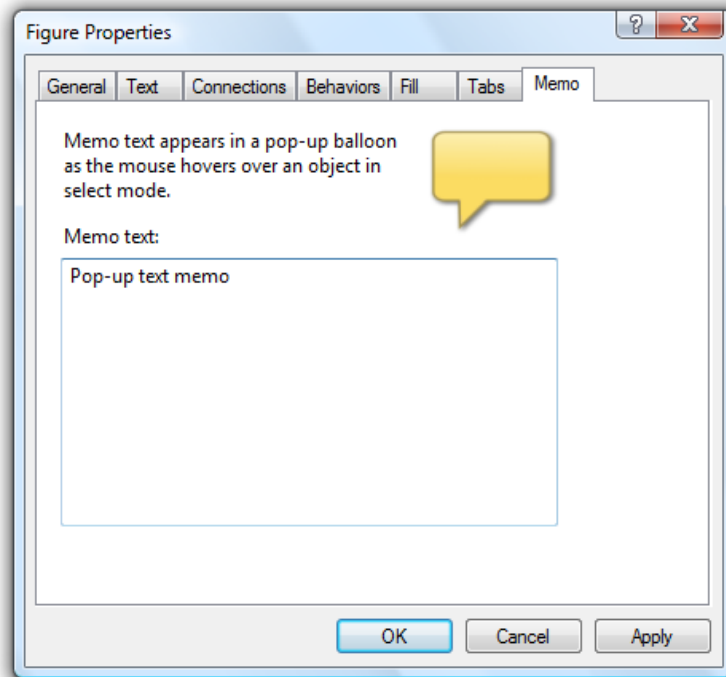 Figure Properties ?
General Text Connections Behaviors Fill Tabs Memo
Memo text appears in a pop-up balloon
as the mouse hovers over an object in
select mode.
Memo text:
Pop-up text memo
OK Cancel Apply